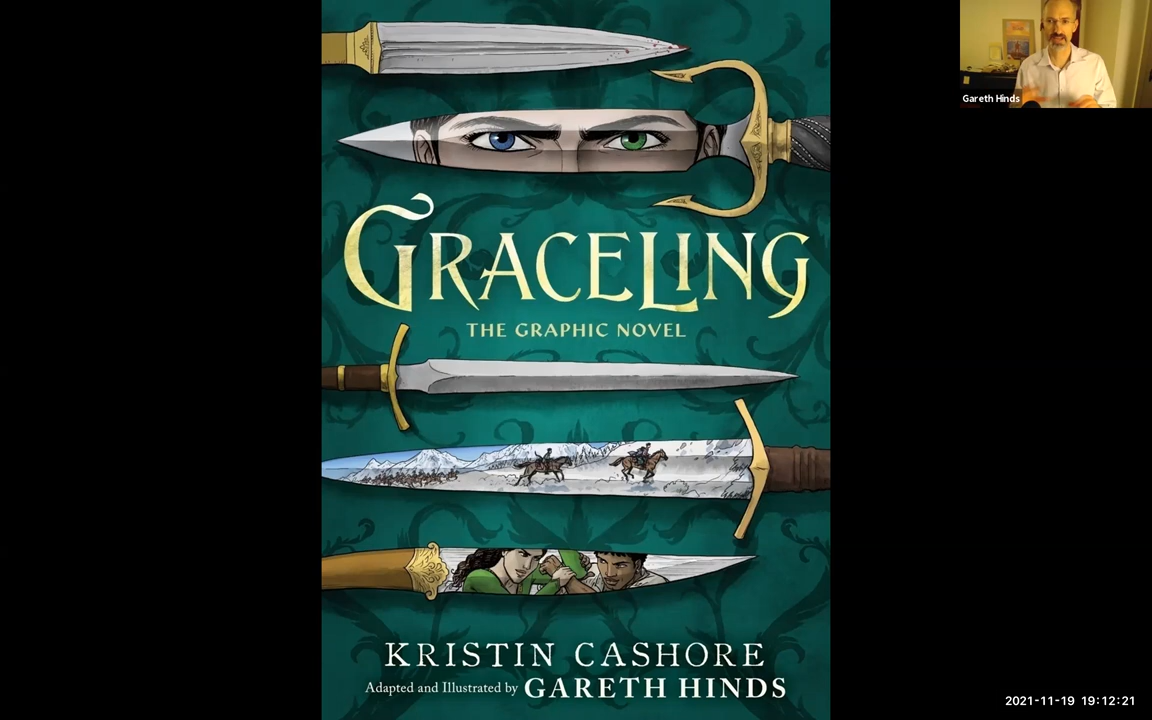 Gareth Hinds
GRACELING
THE GRAPHIC NOVEL
KRISTIN CASHORE
Adapted and Illustrated by GARETH HINDS
2021-11-19 19:12:21